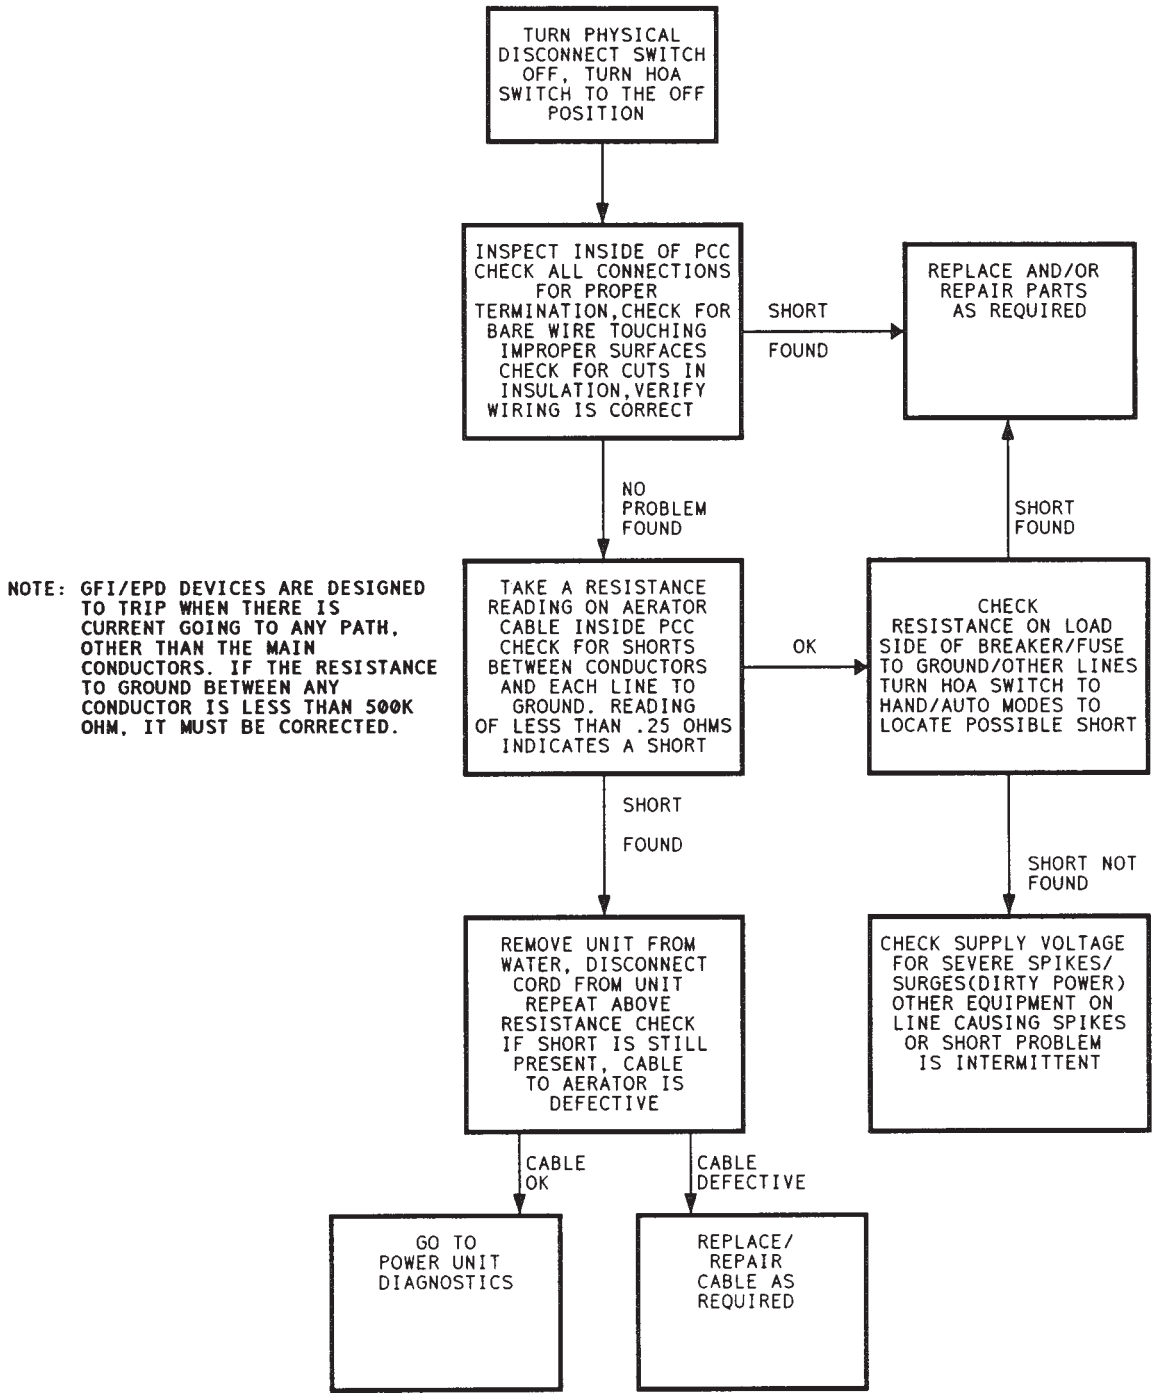 TURN PHYSICAL
DISCONNECT SWITCH
OFF, TURN HOA
SWITCH TO THE OFF
POSITION
INSPECT INSIDE OF PCC
CHECK ALL CONNECTIONS
FOR PROPER
TERMINATION,CHECK FOR
BARE WIRE TOUCHING
IMPROPER SURFACES
CHECK FOR CUTS IN
INSULATION,VERIFY
WIRING IS CORRECT
SHORT
FOUND
REPLACE AND/OR
REPAIR PARTS
AS REQUIRED
NO
PROBLEM
FOUND
SHORT
FOUND
NOTE: GFI/EPD DEVICES ARE DESIGNED
TO TRIP WHEN THERE IS
CURRENT GOING TO ANY PATH,
OTHER THAN THE MAIN
CONDUCTORS. IF THE RESISTANCE
TO GROUND BETWEEN ANY
CONDUCTOR IS LESS THAN 500K
OHM, IT MUST BE CORRECTED.
TAKE A RESISTANCE
READING ON AERATOR
CABLE INSIDE PCC
CHECK FOR SHORTS
BETWEEN CONDUCTORS
AND EACH LINE TO
GROUND. READING
OF LESS THAN .25 OHMS
INDICATES A SHORT
OK
CHECK
RESISTANCE ON LOAD
SIDE OF BREAKER/FUSE
TO GROUND/OTHER LINES
TURN HOA SWITCH TO
HAND/AUTO MODES TO
LOCATE POSSIBLE SHORT
SHORT
FOUND
SHORT NOT
FOUND
REMOVE UNIT FROM
WATER, DISCONNECT
CORD FROM UNIT
REPEAT ABOVE
RESISTANCE CHECK
IF SHORT IS STILL
PRESENT, CABLE
TO AERATOR IS
DEFECTIVE
CHECK SUPPLY VOLTAGE
FOR SEVERE SPIKES/
SURGES(DIRTY POWER)
OTHER EQUIPMENT ON
LINE CAUSING SPIKES
OR SHORT PROBLEM
IS INTERMITTENT
CABLE
OK
CABLE
DEFECTIVE
GO TO
POWER UNIT
DIAGNOSTICS
REPLACE/
REPAIR
CABLE AS
REQUIRED